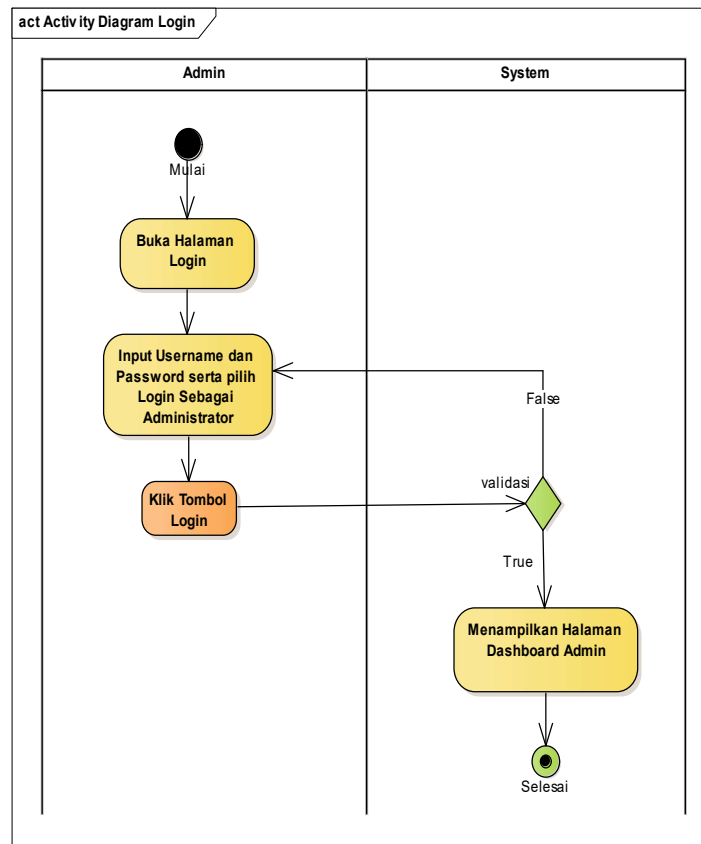 act Activity Diagram Login
Admin
System
Mulai
Buka Halaman
Login
Input Username dan
Password serta pilih
Login Sebagai
Administrator
False
validasi
Klik Tombol
Login
True
Menampilkan Halaman
Dashboard Admin
Selesai